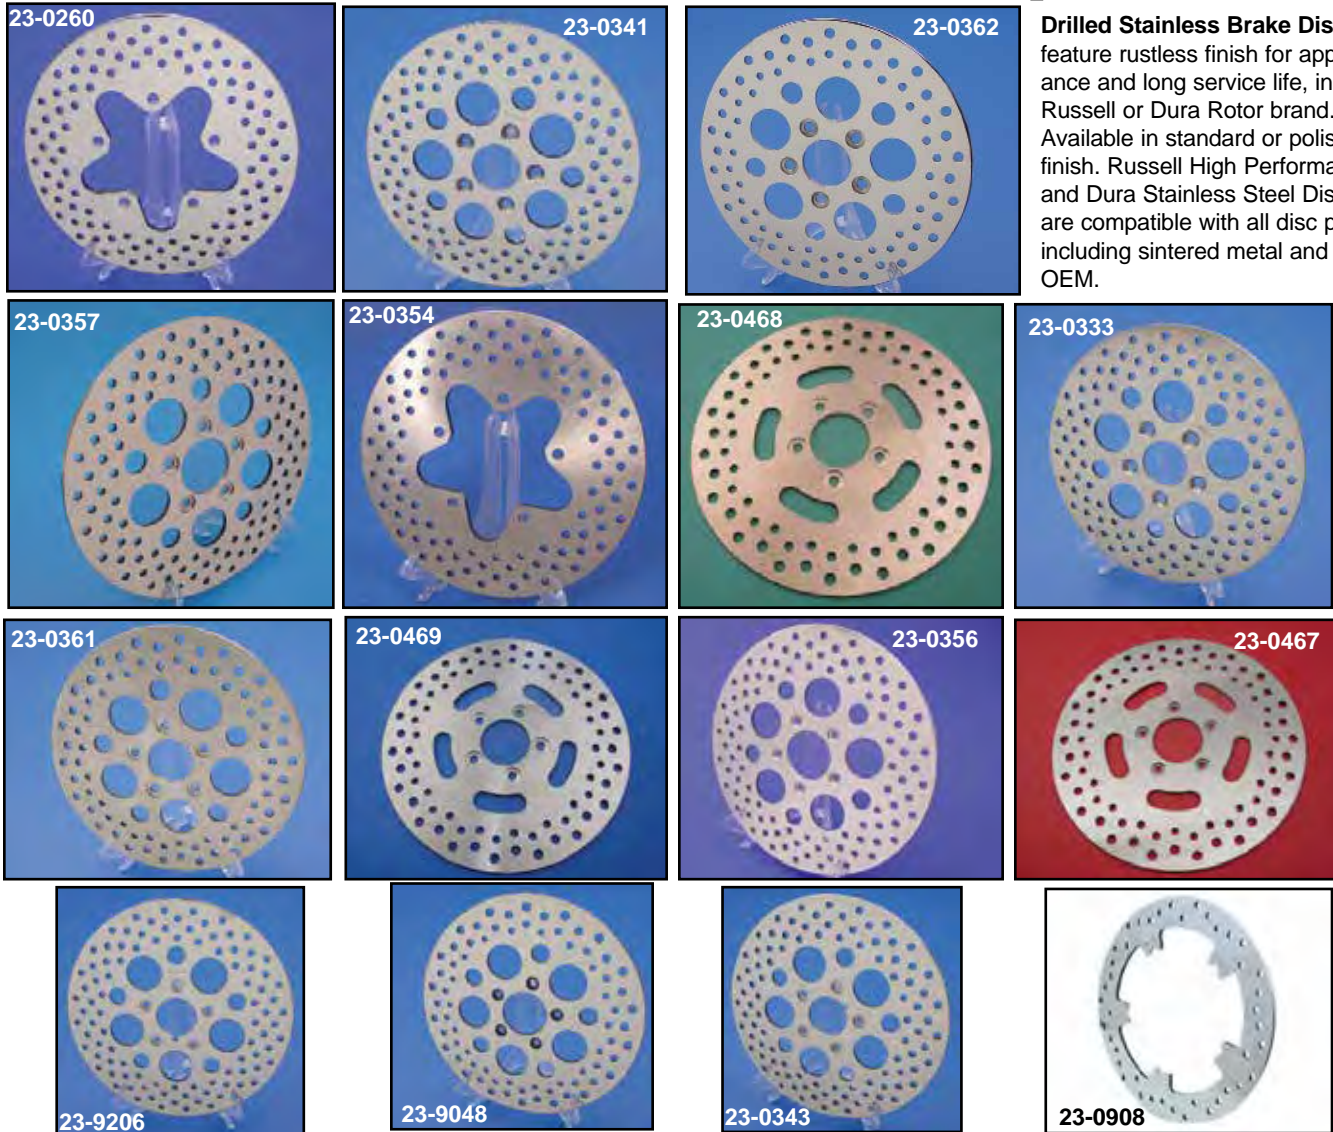 23-0260
23-0341
23-0362
Drilled Stainless Brake Dis
feature rustless finish for app
ance and long service life, in
Russell or Dura Rotor brand.
Available in standard or polis
finish. Russell High Performa
and Dura Stainless Steel Dis
are compatible with all disc p
including sintered metal and
OEM.
23-0357
23-0354
23-0468
23-0333
23-0361
23-0469
23-0356
23-0467
23-9206
23-9048
23-0343
23-0908